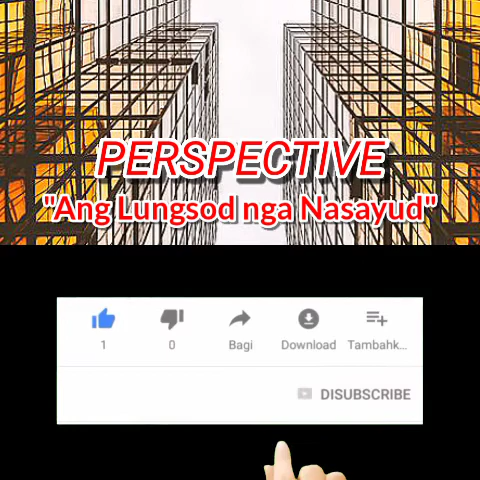 PERSPECTIVE
"Ang Lungsod nga Nasayud"
1 0 Bagi Download Tambahk...
DISUBSCRIBE